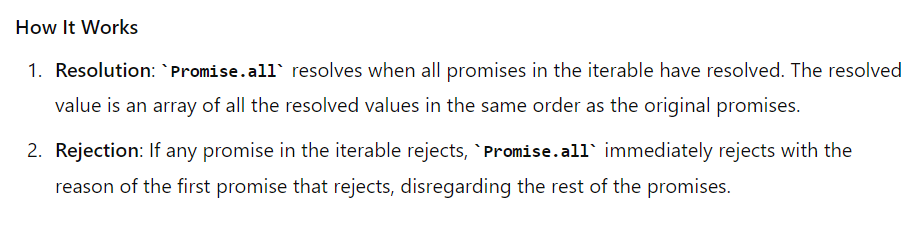 How It Works
1. Resolution: `Promise.all` resolves when all promises in the iterable have resolved. The resolved
value is an array of all the resolved values in the same order as the original promises.
2. Rejection: If any promise in the iterable rejects, `Promise.all` immediately rejects with the
reason of the first promise that rejects, disregarding the rest of the promises.